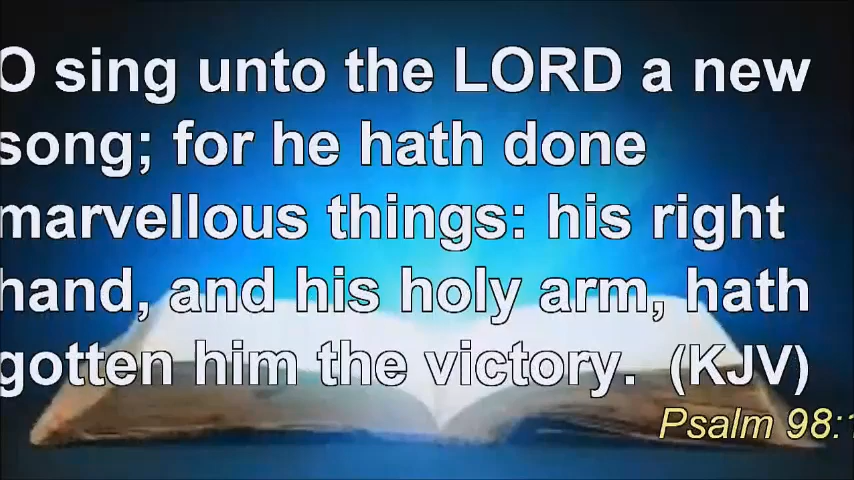 O sing unto the LORD a new
song; for he hath done
marvellous things: his right
hand, and his holy arm, hath
gotten him the victory. (KJV)
Psalm 98:1